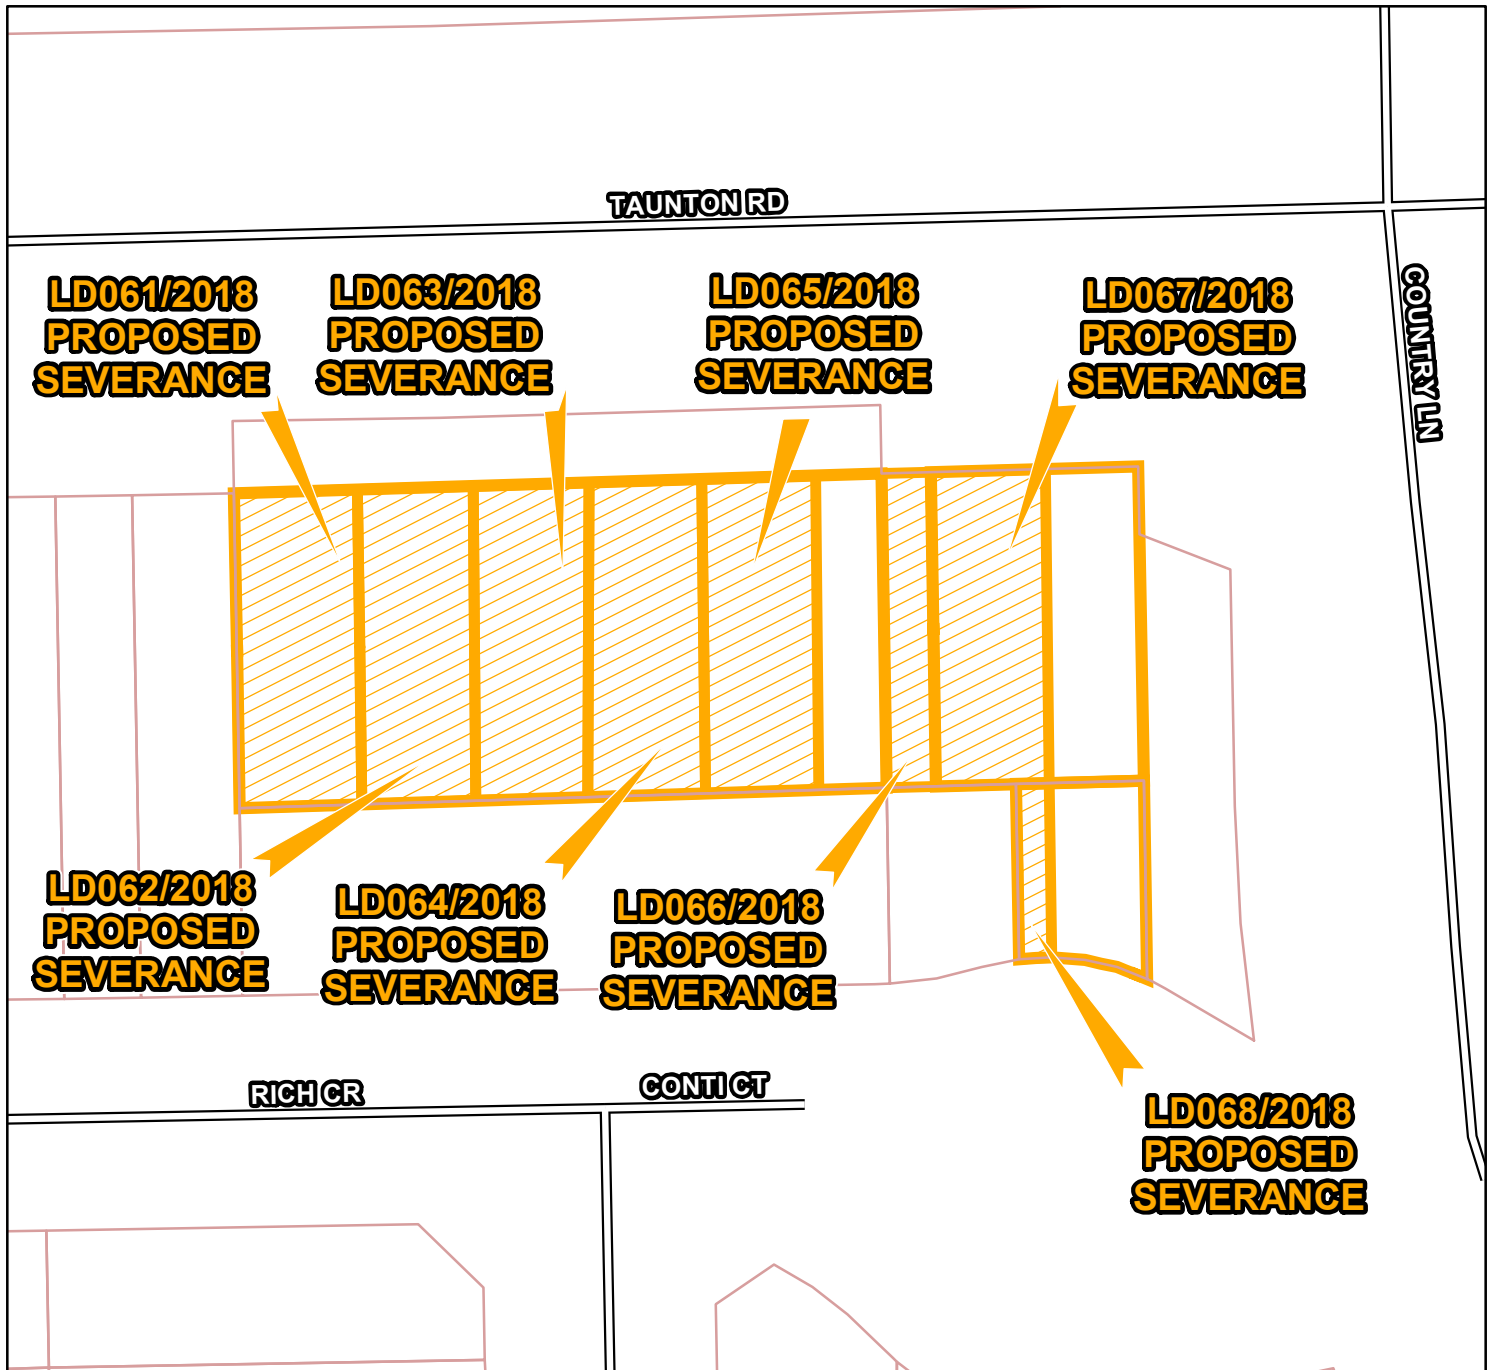 TAUNTON RD
COUNTRY LN
LD061/2018
PROPOSED
SEVERANCE
LD063/2018
PROPOSED
SEVERANCE
LD065/2018
PROPOSED
SEVERANCE
LD067/2018
PROPOSED
SEVERANCE
LD062/2018
PROPOSED
SEVERANCE
LD064/2018
PROPOSED
SEVERANCE
LD066/2018
PROPOSED
SEVERANCE
RICH CR
CONTI CT
LD068/2018
PROPOSED
SEVERANCE